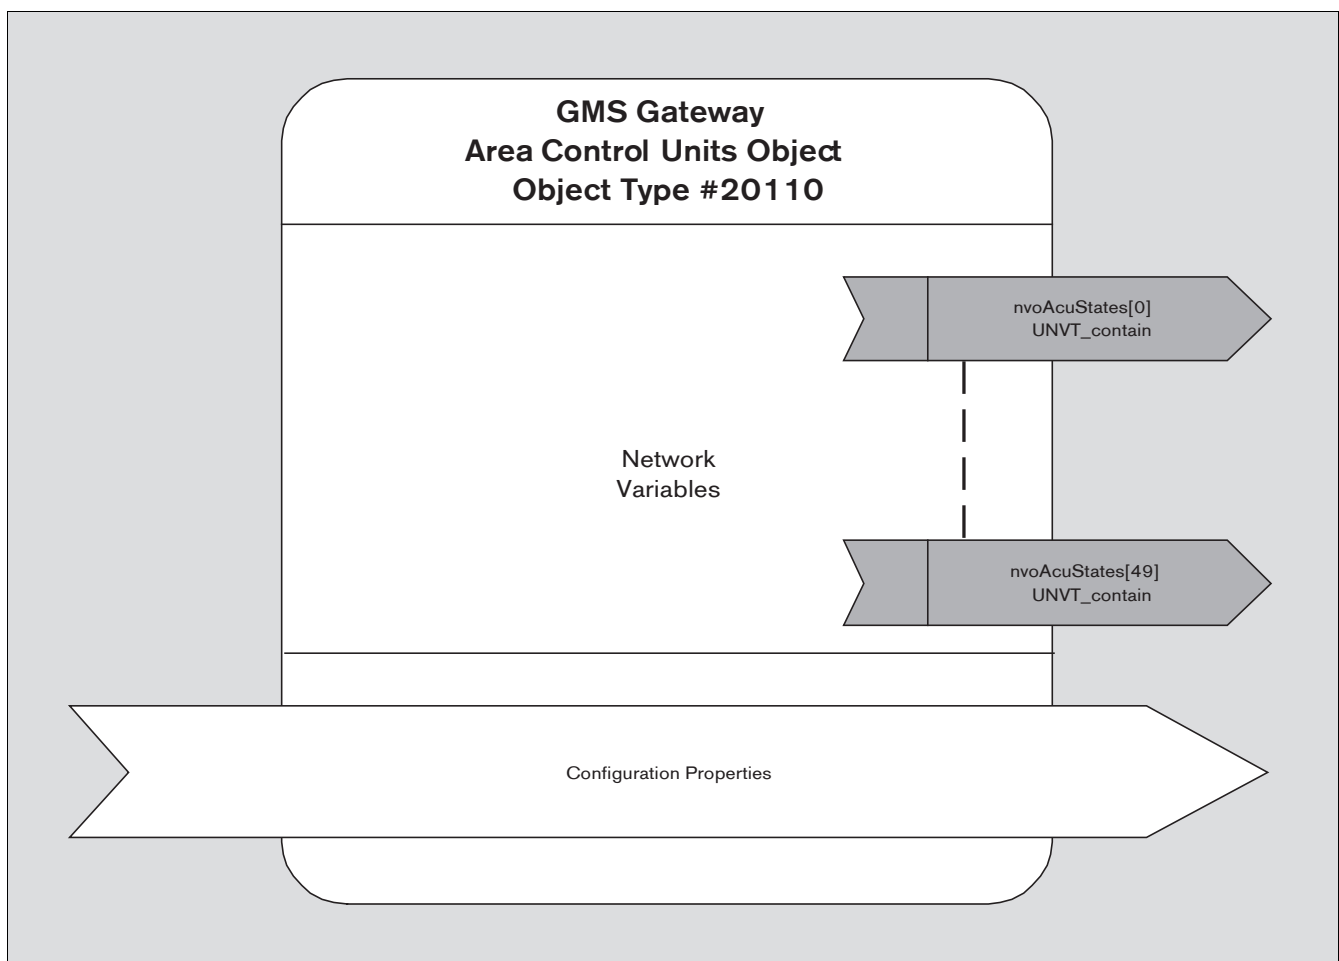 GMS Gateway
Area Control Units Object
Object Type #20110
nvoAcuStates[0]
UNVT_contain
Network
Variables
nvoAcuStates[49]
UNVT_contain
Configuration Properties